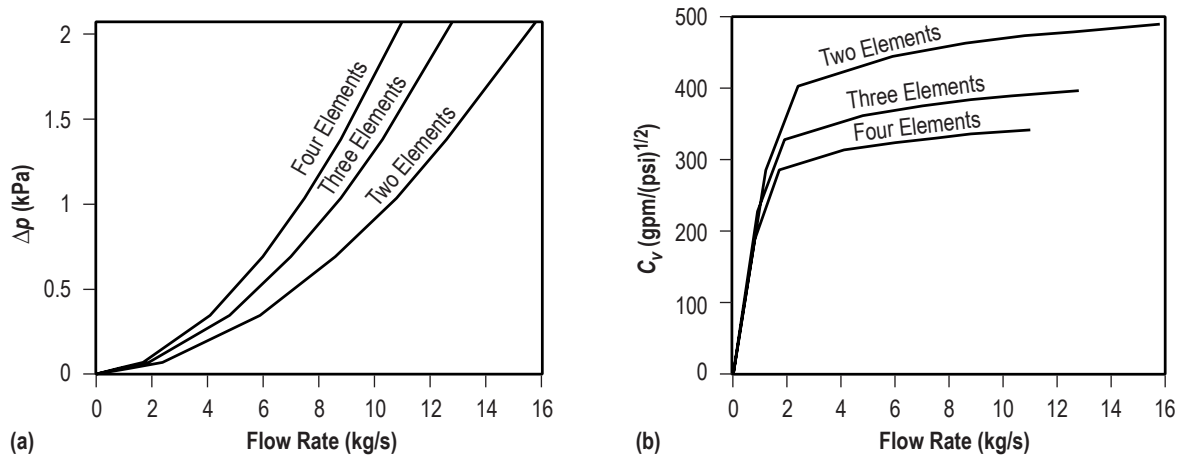 2
1.5
1
0.5
0
Δp (kPa)
Four Elements
Three Elements
Two Elements
0 2 4 6 8 10 12 14 16
Flow Rate (kg/s)
(a)
500
400
300
200
100
0
Cᵥ (gpm/(psi)^1/2)
Two Elements
Three Elements
Four Elements
0 2 4 6 8 10 12 14 16
Flow Rate (kg/s)
(b)